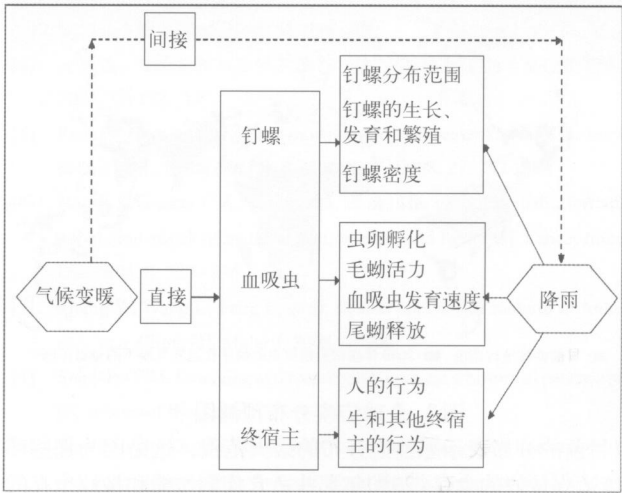 间接
钉螺分布范围
钉螺的生长、
发育和繁殖
钉螺密度
钉螺
虫卵孵化
毛蚴活力
血吸虫发育速度
尾蚴释放
气候变暖
直接
血吸虫
降雨
人的行为
牛和其他终宿
主的行为
终宿主